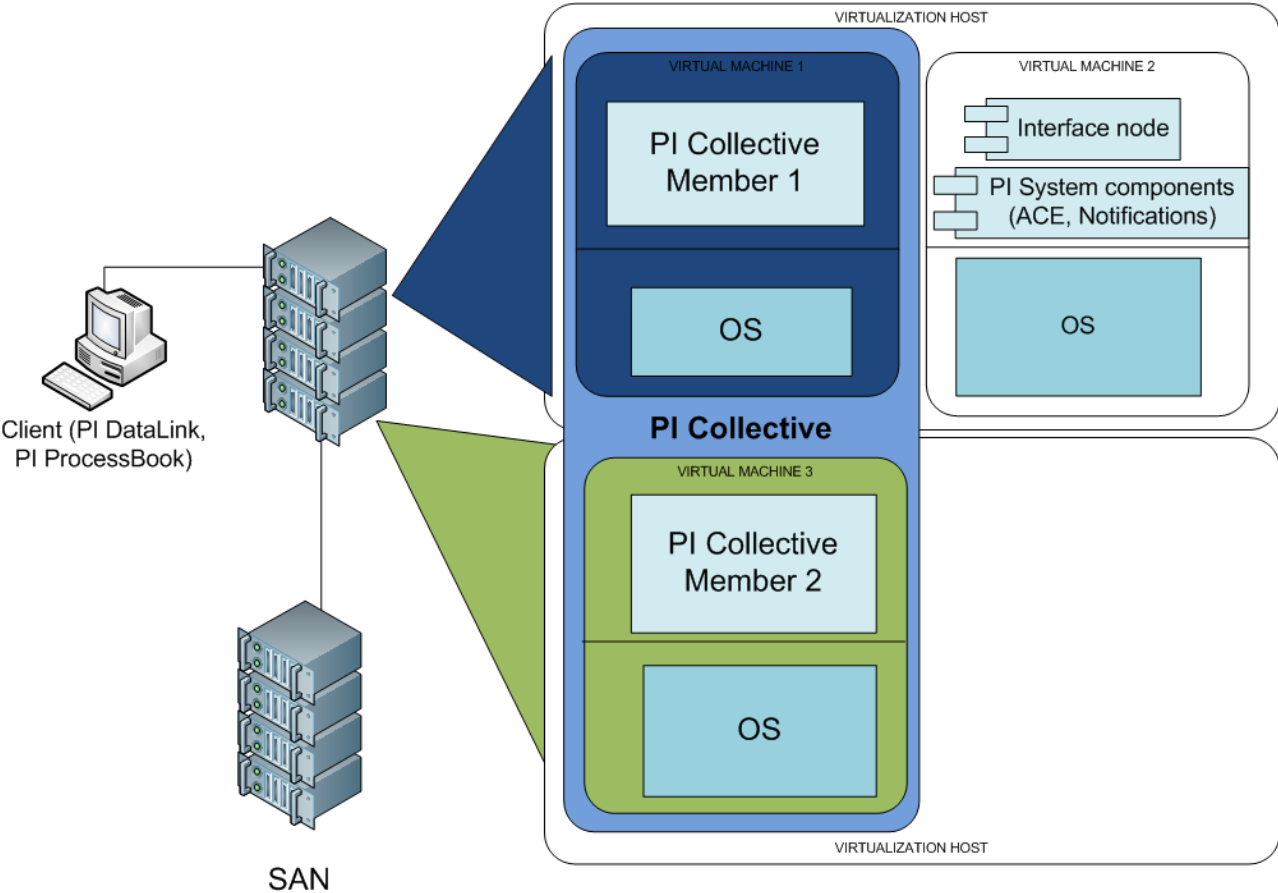 VIRTUALIZATION HOST
VIRTUAL MACHINE 1
PI Collective
Member 1
OS
VIRTUAL MACHINE 2
Interface node
PI System components
(ACE, Notifications)
OS
Client (PI DataLink,
PI ProcessBook)
PI Collective
VIRTUAL MACHINE 3
PI Collective
Member 2
OS
VIRTUALIZATION HOST
SAN